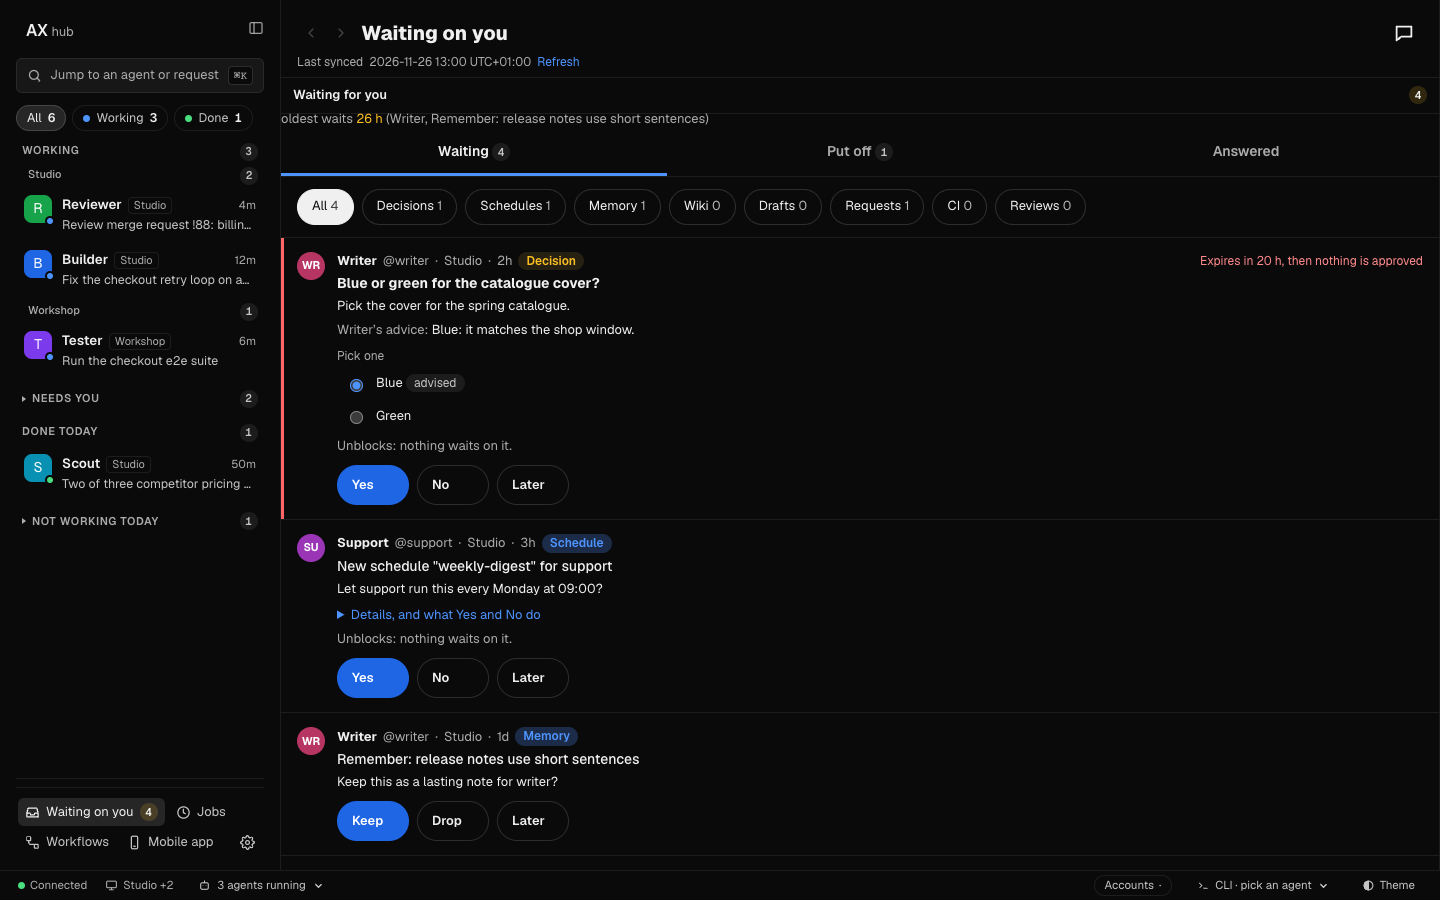 AX hub
Jump to an agent or request ⌘K
All 6 Working 3 Done 1
WORKING 3
Studio 2
R Reviewer Studio 4m
Review merge request !88: billin…
B Builder Studio 12m
Fix the checkout retry loop on a…
Workshop 1
T Tester Workshop 6m
Run the checkout e2e suite
NEEDS YOU 2
DONE TODAY 1
S Scout Studio 50m
Two of three competitor pricing …
NOT WORKING TODAY 1
Waiting on you 4 Jobs
Workflows Mobile app
Waiting on you
Last synced 2026-11-26 13:00 UTC+01:00 Refresh
Waiting for you 4
oldest waits 26 h (Writer, Remember: release notes use short sentences)
Waiting 4 Put off 1 Answered
All 4 Decisions 1 Schedules 1 Memory 1 Wiki 0 Drafts 0 Requests 1 CI 0 Reviews 0
WR Writer @writer · Studio · 2h Decision Expires in 20 h, then nothing is approved
Blue or green for the catalogue cover?
Pick the cover for the spring catalogue.
Writer's advice: Blue: it matches the shop window.
Pick one
Blue advised
Green
Unblocks: nothing waits on it.
Yes No Later
SU Support @support · Studio · 3h Schedule
New schedule "weekly-digest" for support
Let support run this every Monday at 09:00?
Details, and what Yes and No do
Unblocks: nothing waits on it.
Yes No Later
WR Writer @writer · Studio · 1d Memory
Remember: release notes use short sentences
Keep this as a lasting note for writer?
Keep Drop Later
Connected Studio +2 3 agents running Accounts · CLI · pick an agent Theme